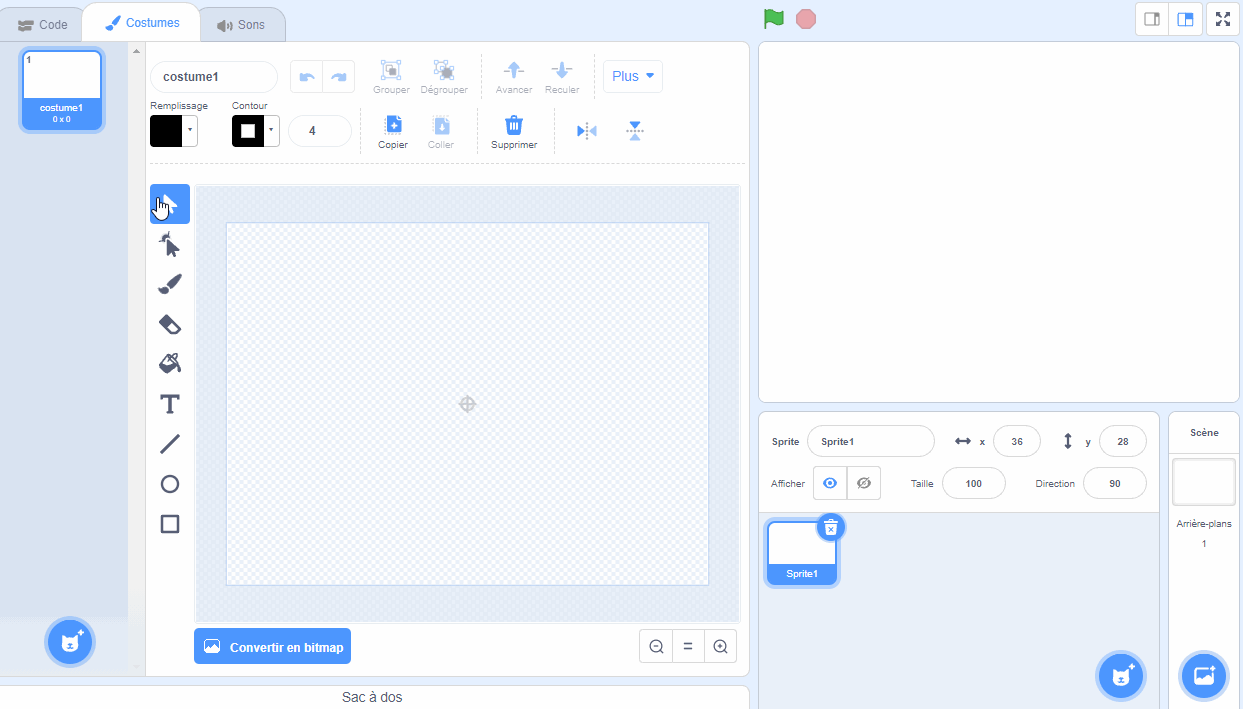 Code
Costumes
Sons
1
costume1
0 x 0
costume1
Grouper
Dégrouper
Avancer
Reculer
Plus
Remplissage
Contour
4
Copier
Coller
Supprimer
T
Convertir en bitmap
=
Sac à dos
Sprite
Sprite1
x
36
y
28
Afficher
Taille
100
Direction
90
Sprite1
Scène
Arrière-plans
1